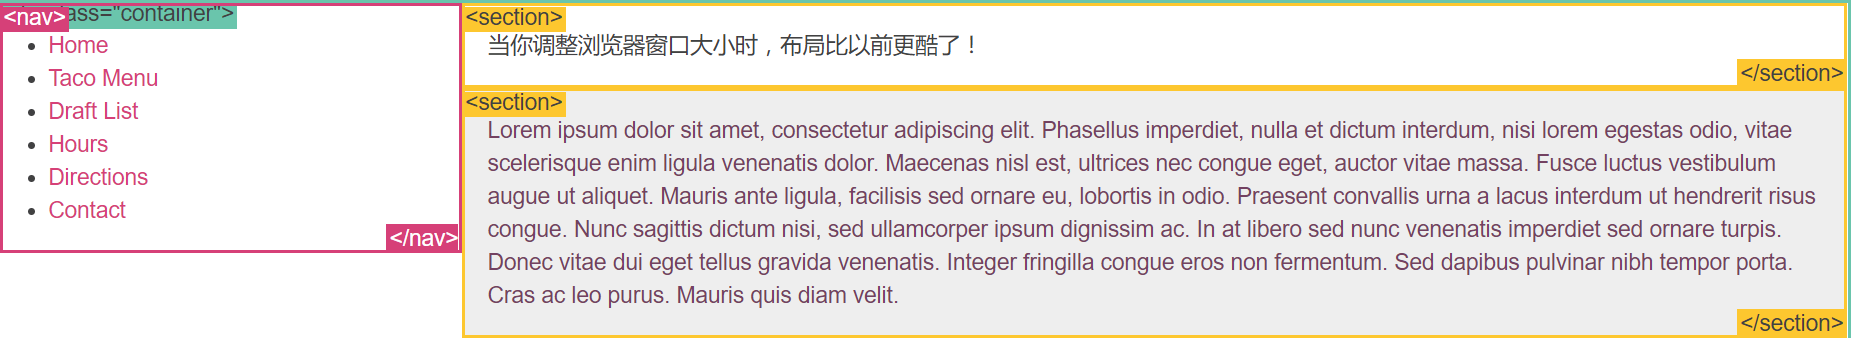 <nav>
ass="container">
Home
Taco Menu
Draft List
Hours
Directions
Contact
</nav>
<section>
当你调整浏览器窗口大小时，布局比以前更酷了！
</section>
<section>
Lorem ipsum dolor sit amet, consectetur adipiscing elit. Phasellus imperdiet, nulla et dictum interdum, nisi lorem egestas odio, vitae
scelerisque enim ligula venenatis dolor. Maecenas nisl est, ultrices nec congue eget, auctor vitae massa. Fusce luctus vestibulum
augue ut aliquet. Mauris ante ligula, facilisis sed ornare eu, lobortis in odio. Praesent convallis urna a lacus interdum ut hendrerit risus
congue. Nunc sagittis dictum nisi, sed ullamcorper ipsum dignissim ac. In at libero sed nunc venenatis imperdiet sed ornare turpis.
Donec vitae dui eget tellus gravida venenatis. Integer fringilla congue eros non fermentum. Sed dapibus pulvinar nibh tempor porta.
Cras ac leo purus. Mauris quis diam velit.
</section>